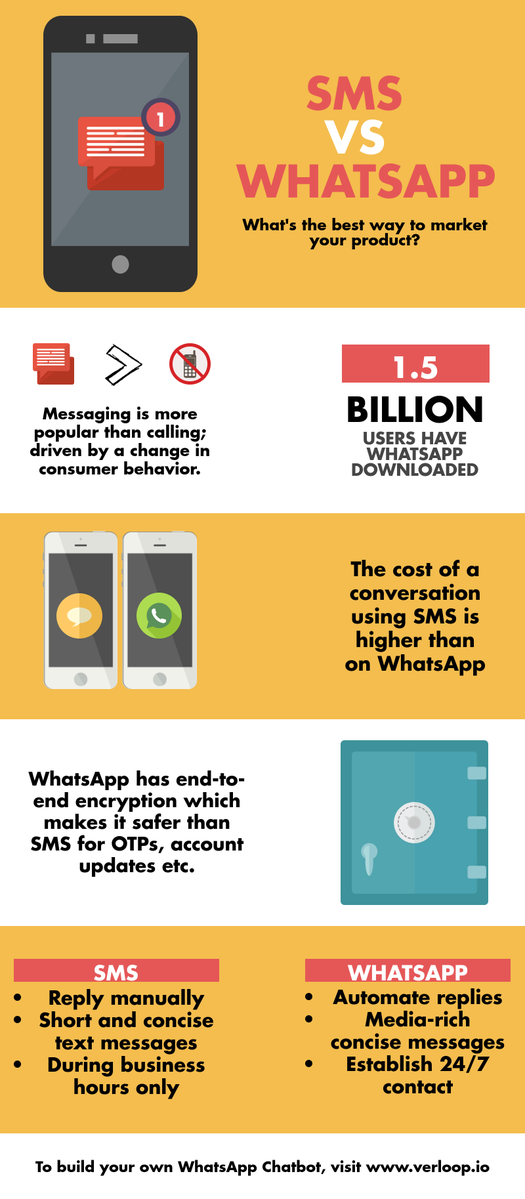 1
SMS
VS
WHATSAPP
What's the best way to market
your product?
Messaging is more
popular than calling;
driven by a change in
consumer behavior.
1.5
BILLION
USERS HAVE
WHATSAPP
DOWNLOADED
The cost of a
conversation
using SMS is
higher than
on WhatsApp
WhatsApp has end-to-
end encryption which
makes it safer than
SMS for OTPs, account
updates etc.
SMS
• Reply manually
• Short and concise
text messages
• During business
hours only
WHATSAPP
• Automate replies
• Media-rich
concise messages
• Establish 24/7
contact
To build your own WhatsApp Chatbot, visit www.verloop.io